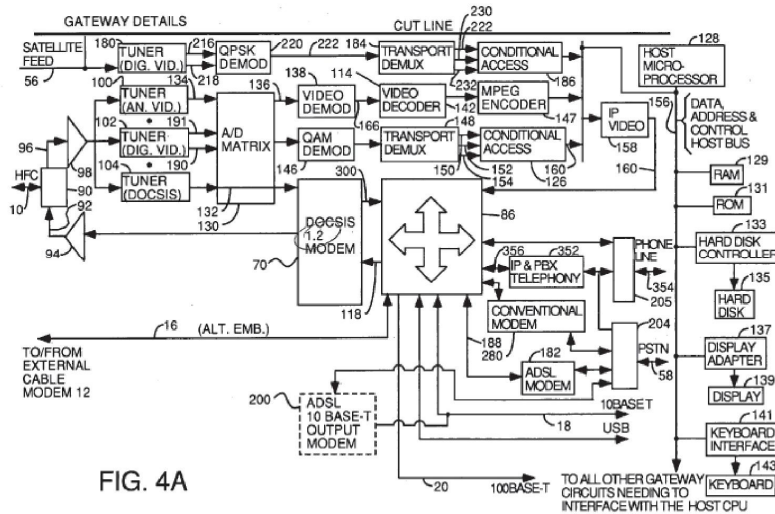 GATEWAY DETAILS
CUT LINE
230
SATELLITE
FEED
56
180
TUNER
(DIG. VID.)
216
218
QPSK
DEMOD
220
222
184
TRANSPORT
DEMUX
222
232
CONDITIONAL
ACCESS
186
128
HOST
MICRO-
PROCESSOR
100
TUNER
(AN. VID.)
134
136
138
VIDEO
DEMOD
166
114
VIDEO
DECODER
142
MPEG
ENCODER
147
156
DATA,
ADDRESS &
CONTROL
HOST BUS
102
TUNER
(DIG. VID.)
191
190
A/D
MATRIX
130
132
146
QAM
DEMOD
148
TRANSPORT
DEMUX
150
152
154
CONDITIONAL
ACCESS
126
160
IP
VIDEO
158
160
96
98
HFC
10
90
92
94
104
TUNER
(DOCSIS)
300
DOCSIS
1.2
MODEM
70
118
86
129
RAM
131
ROM
133
HARD DISK
CONTROLLER
135
HARD
DISK
356
352
IP & PBX
TELEPHONY
PHONE
LINE
354
205
CONVENTIONAL
MODEM
188
280
182
ADSL
MODEM
204
PSTN
58
137
DISPLAY
ADAPTER
139
DISPLAY
16
(ALT. EMB.)
TO/FROM
EXTERNAL
CABLE
MODEM 12
200
ADSL
10 BASE-T
OUTPUT
MODEM
10BASET
18
USB
141
KEYBOARD
INTERFACE
143
KEYBOARD
FIG. 4A
20
100BASE-T
TO ALL OTHER GATEWAY
CIRCUITS NEEDING TO
INTERFACE WITH THE HOST CPU